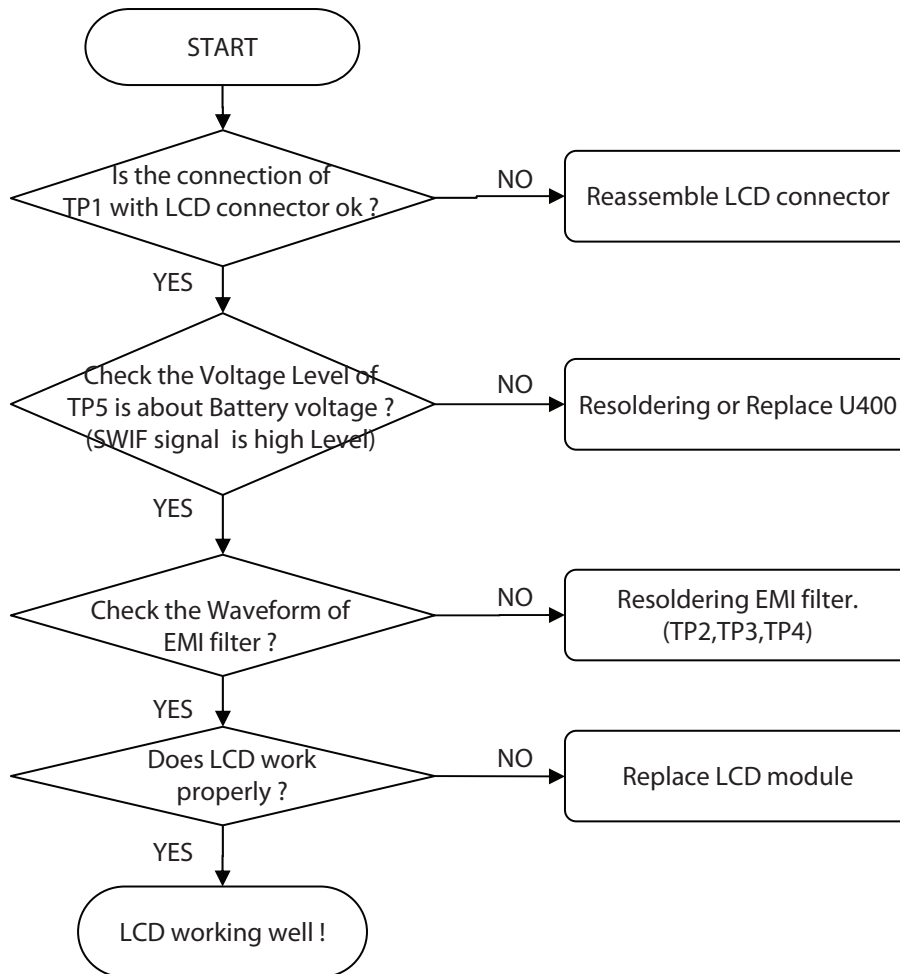 START
Is the connection of
TP1 with LCD connector ok ?
NO
Reassemble LCD connector
YES
Check the Voltage Level of
TP5 is about Battery voltage ?
(SWIF signal is high Level)
NO
Resoldering or Replace U400
YES
Check the Waveform of
EMI filter ?
NO
Resoldering EMI filter.
(TP2,TP3,TP4)
YES
Does LCD work
properly ?
NO
Replace LCD module
YES
LCD working well !